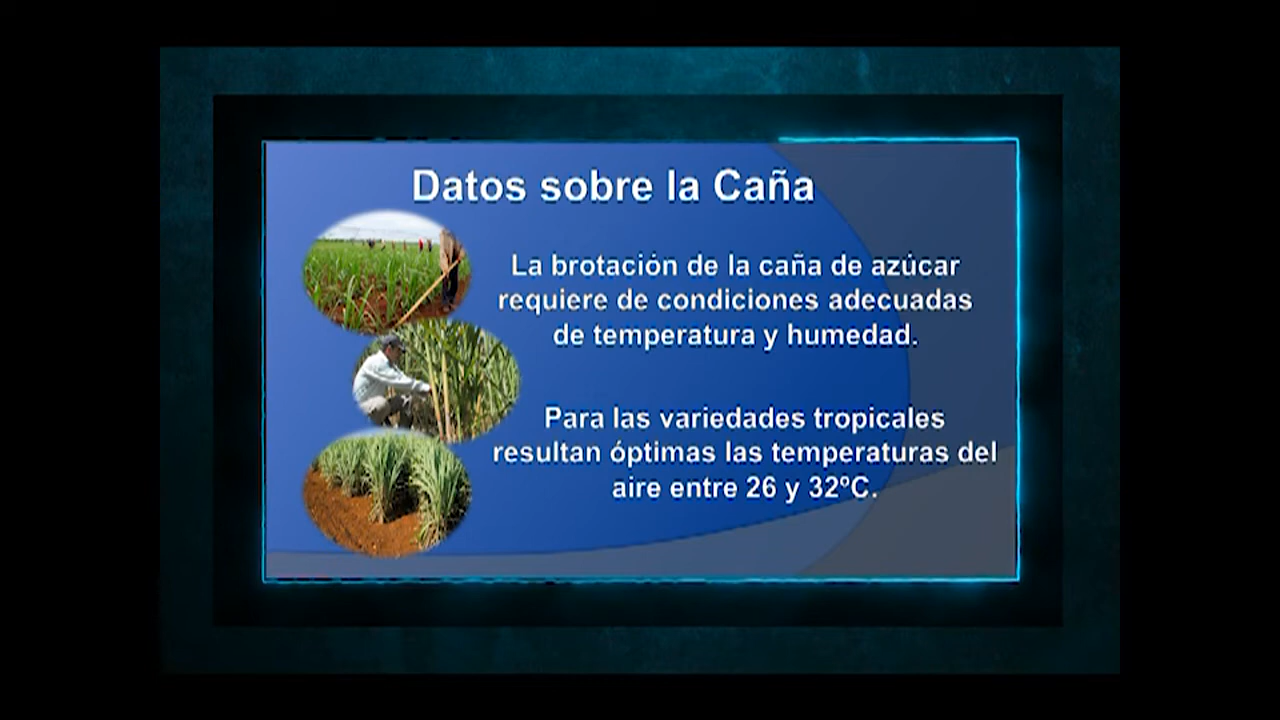 Datos sobre la Caña
La brotación de la caña de azúcar
requiere de condiciones adecuadas
de temperatura y humedad.
Para las variedades tropicales
resultan óptimas las temperaturas del
aire entre 26 y 32ºC.